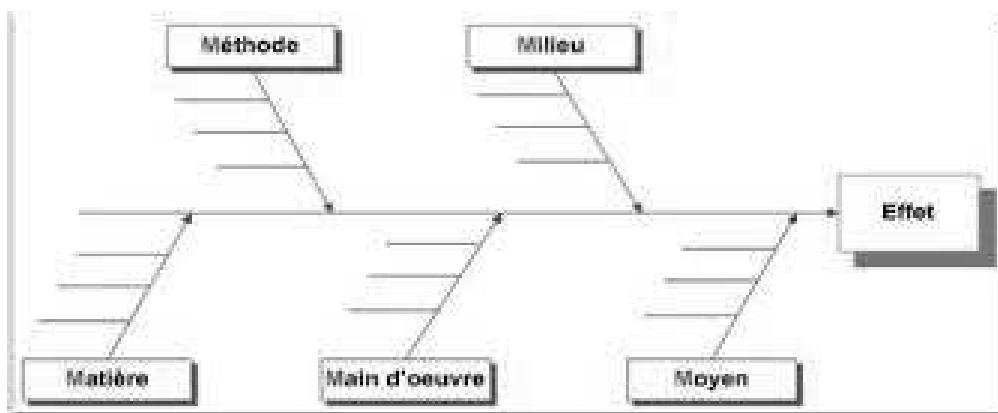 Méthode
Milieu
Effet
Matière
Main d'oeuvre
Moyen